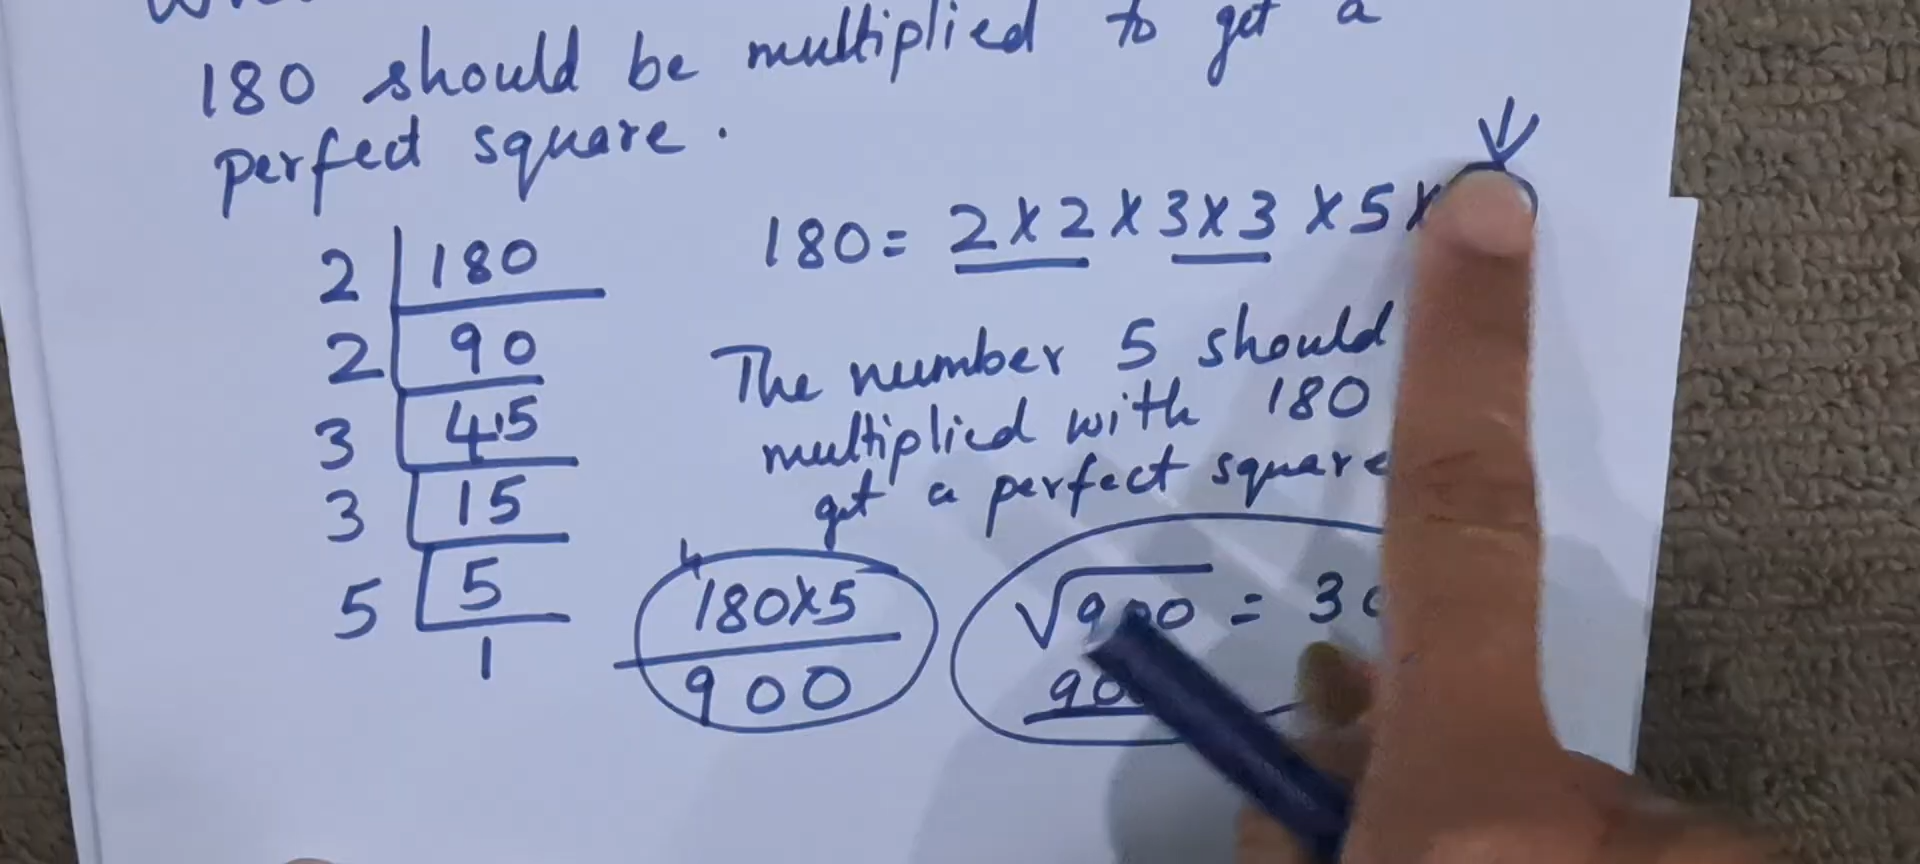 180 should be multiplied to get a
perfect square.
180 = 2 x 2 x 3 x 3 x 5 x
2 | 180
2 | 90
3 | 45
3 | 15
5 | 5
1
The number 5 should
multiplied with 180
get a perfect square
180x5
900
√900 = 3
90